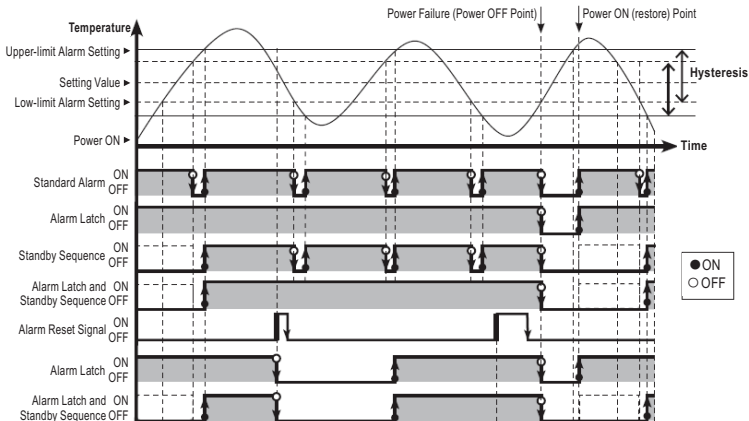 Power Failure (Power OFF Point)
Power ON (restore) Point
Temperature
Upper-limit Alarm Setting
Hysteresis
Setting Value
Low-limit Alarm Setting
Power ON
Time
Standard Alarm ON
OFF
Alarm Latch ON
OFF
Standby Sequence ON
OFF
Alarm Latch and ON
Standby Sequence OFF
ON
OFF
Alarm Reset Signal ON
OFF
Alarm Latch ON
OFF
Alarm Latch and ON
Standby Sequence OFF